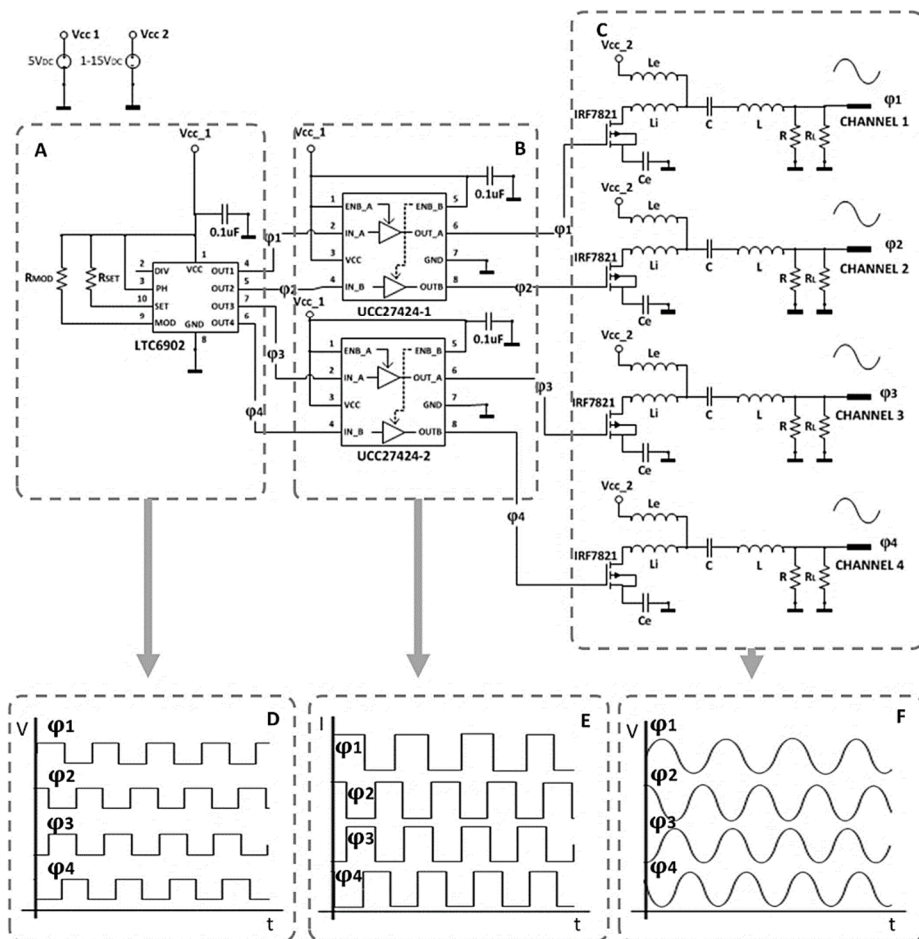 Vcc 1
Vcc 2
5VDC
1-15VDC
A
Vcc_1
0.1uF
RMOD
RSET
1
VCC
2
DIV
3
PH
10
SET
9
MOD
GND
8
OUT1
4
OUT2
5
OUT3
7
OUT4
6
LTC6902
φ1
φ2
φ3
φ4
B
Vcc_1
0.1uF
1
ENB_A
2
IN_A
3
VCC
4
IN_B
ENB_B
5
OUT_A
6
GND
7
OUTB
8
UCC27424-1
φ1
φ2
Vcc_1
0.1uF
1
ENB_A
2
IN_A
3
VCC
4
IN_B
ENB_B
5
OUT_A
6
GND
7
OUTB
8
UCC27424-2
φ3
φ4
C
Vcc_2
Le
IRF7821
Li
C
L
Ce
R
RL
φ1
CHANNEL 1
Vcc_2
Le
IRF7821
Li
C
L
Ce
R
RL
φ2
CHANNEL 2
Vcc_2
Le
IRF7821
Li
C
L
Ce
R
RL
φ3
CHANNEL 3
Vcc_2
Le
IRF7821
Li
C
L
Ce
R
RL
φ4
CHANNEL 4
D
V
φ1
φ2
φ3
φ4
t
E
I
φ1
φ2
φ3
φ4
t
F
V
φ1
φ2
φ3
φ4
t